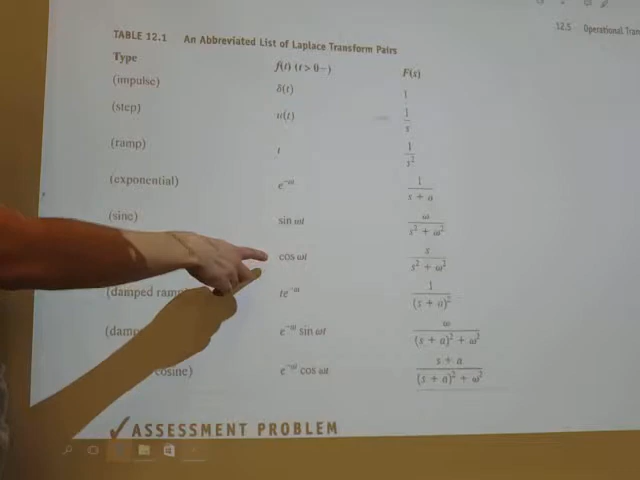 12.5 Operational Tran
TABLE 12.1 An Abbreviated List of Laplace Transform Pairs
Type f(t) (t > 0−) F(s)
(impulse) δ(t) 1
(step) u(t) 1/s
(ramp) t 1/s²
(exponential) e⁻ᵃᵗ 1/(s + a)
(sine) sin ωt ω/(s² + ω²)
cos ωt s/(s² + ω²)
(damped ram te⁻ᵃᵗ 1/(s + a)²
(damp e⁻ᵃᵗ sin ωt ω/((s + a)² + ω²)
cosine) e⁻ᵃᵗ cos ωt (s + a)/((s + a)² + ω²)
✓ASSESSMENT PROBLEM